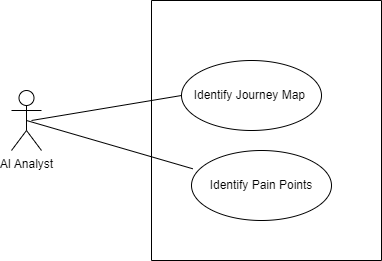 Identify Journey Map
AI Analyst
Identify Pain Points